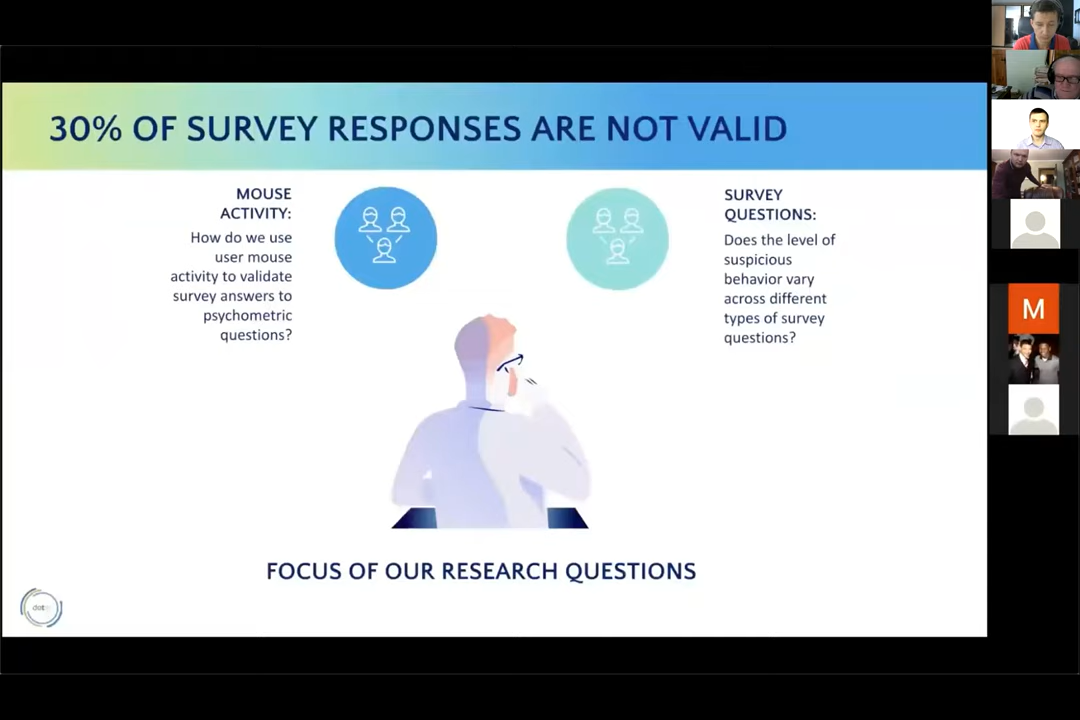 30% OF SURVEY RESPONSES ARE NOT VALID
MOUSE
ACTIVITY:
How do we use
user mouse
activity to validate
survey answers to
psychometric
questions?
SURVEY
QUESTIONS:
Does the level of
suspicious
behavior vary
across different
types of survey
questions?
FOCUS OF OUR RESEARCH QUESTIONS
M